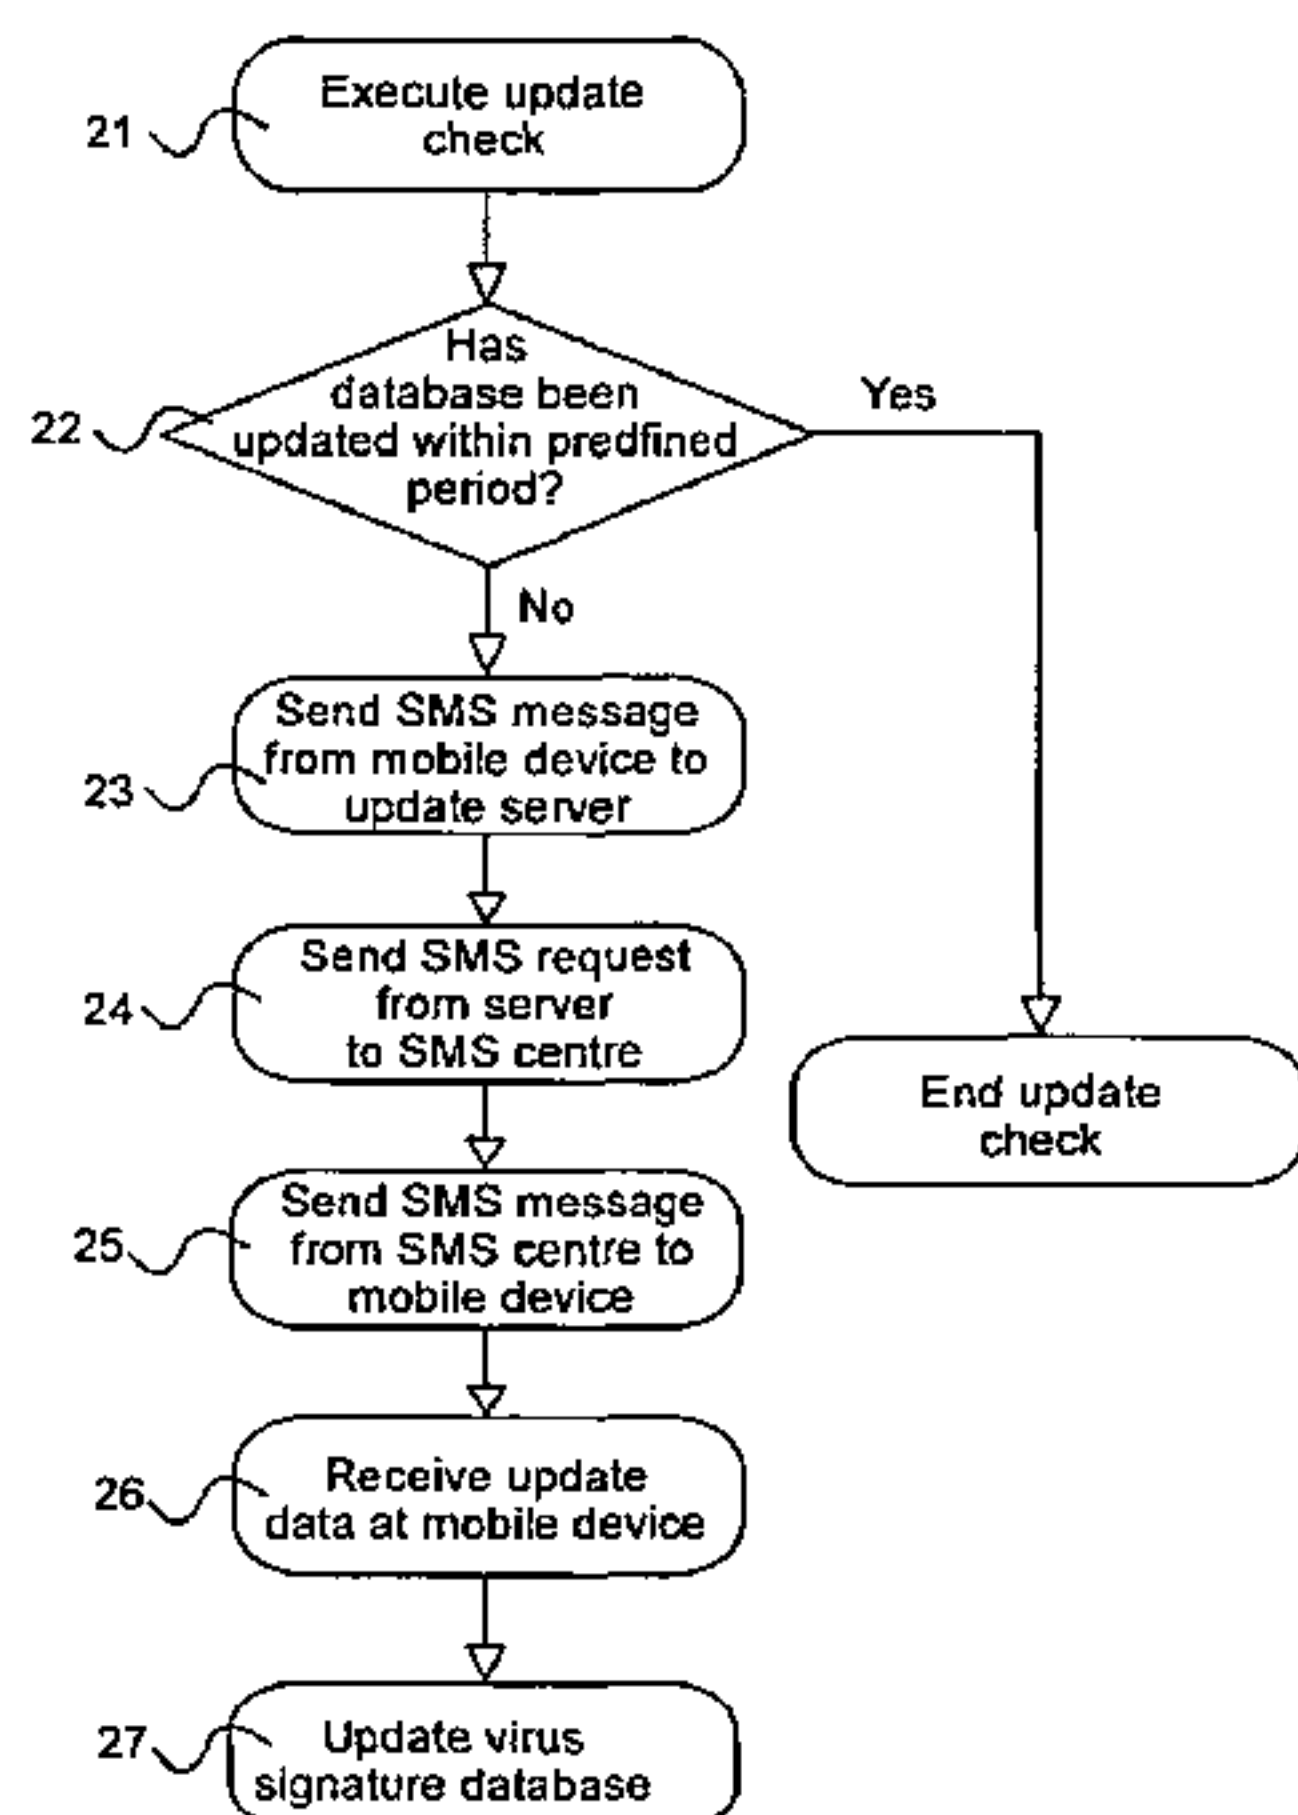 Execute update
check
21
Has
database been
updated within predfined
period?
22
Yes
No
Send SMS message
from mobile device to
update server
23
Send SMS request
from server
to SMS centre
24
End update
check
Send SMS message
from SMS centre to
mobile device
25
Receive update
data at mobile device
26
Update virus
signature database
27